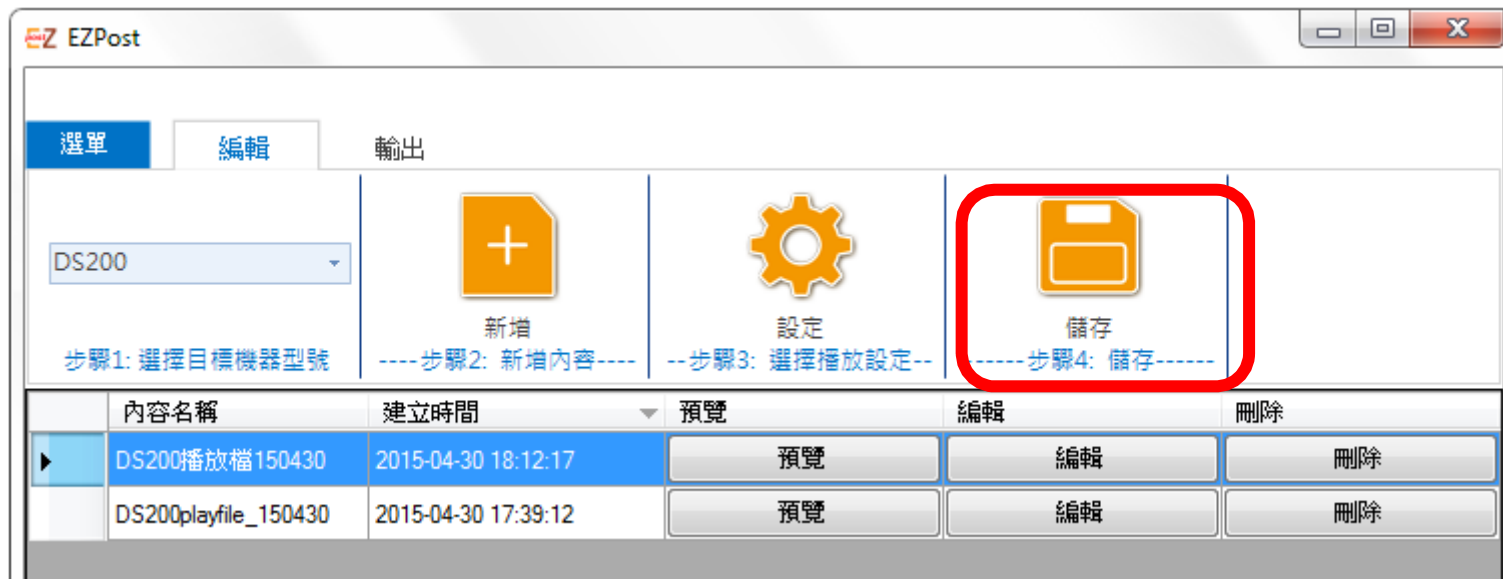 EZPost
選單 編輯 輸出
DS200
新增 設定 儲存
步驟1: 選擇目標機器型號 ----步驟2: 新增內容---- --步驟3: 選擇播放設定-- ------步驟4: 儲存------
內容名稱 建立時間 預覽 編輯 刪除
DS200播放檔150430 2015-04-30 18:12:17 預覽 編輯 刪除
DS200playfile_150430 2015-04-30 17:39:12 預覽 編輯 刪除